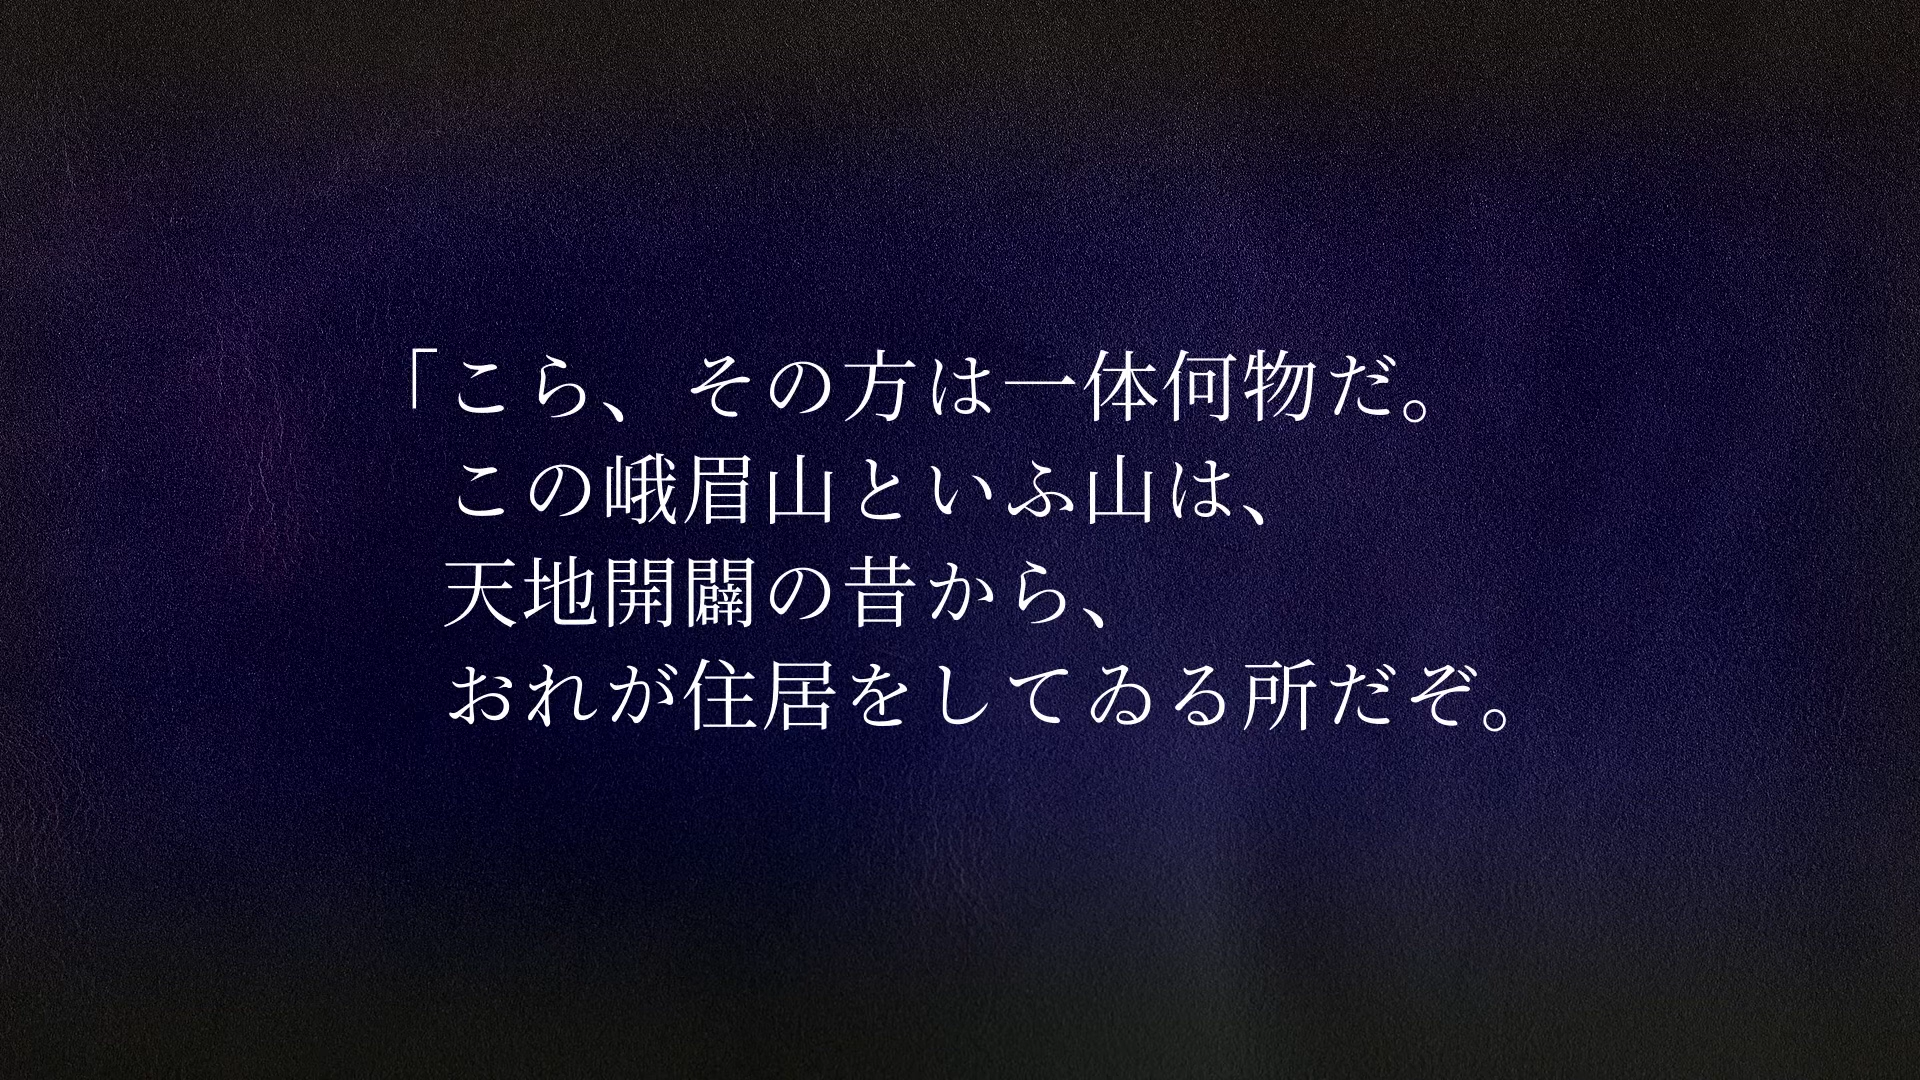 「こら、その方は一体何物だ。
この峨眉山といふ山は、
天地開闢の昔から、
おれが住居をしてゐる所だぞ。